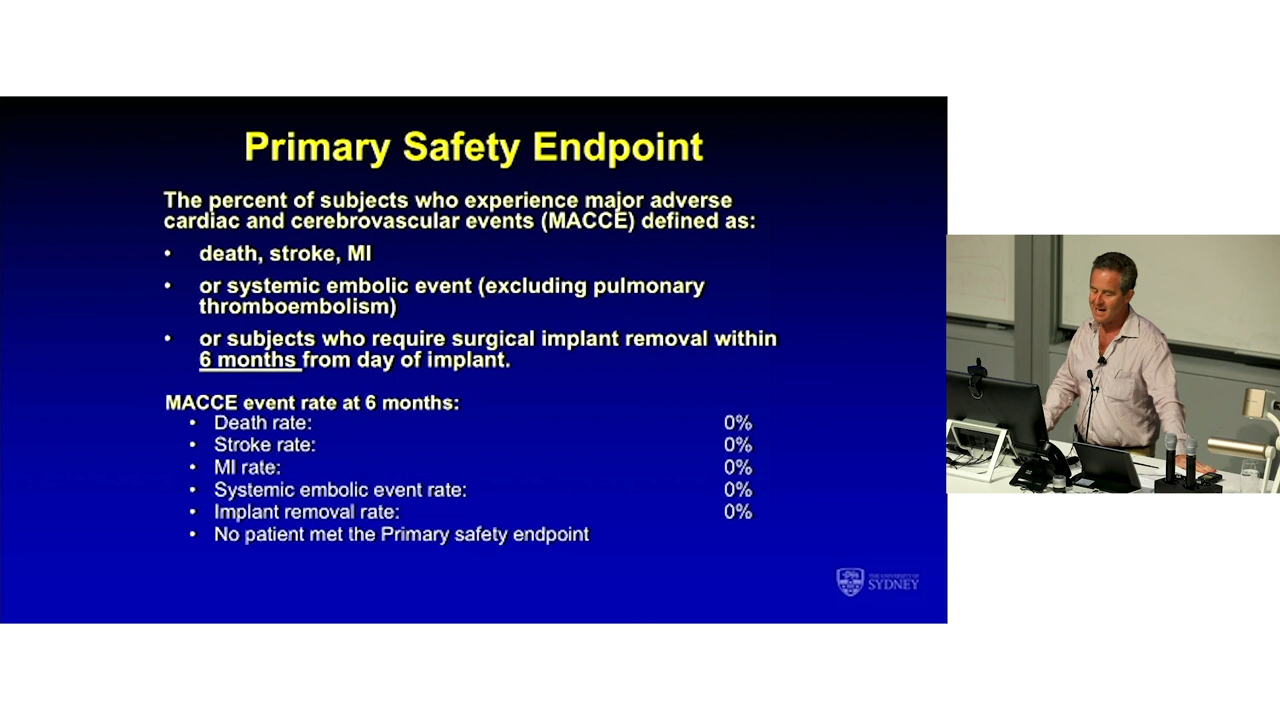 Primary Safety Endpoint
The percent of subjects who experience major adverse
cardiac and cerebrovascular events (MACCE) defined as:
• death, stroke, MI
• or systemic embolic event (excluding pulmonary
thromboembolism)
• or subjects who require surgical implant removal within
6 months from day of implant.
MACCE event rate at 6 months:
• Death rate: 0%
• Stroke rate: 0%
• MI rate: 0%
• Systemic embolic event rate: 0%
• Implant removal rate: 0%
• No patient met the Primary safety endpoint
THE UNIVERSITY OF
SYDNEY